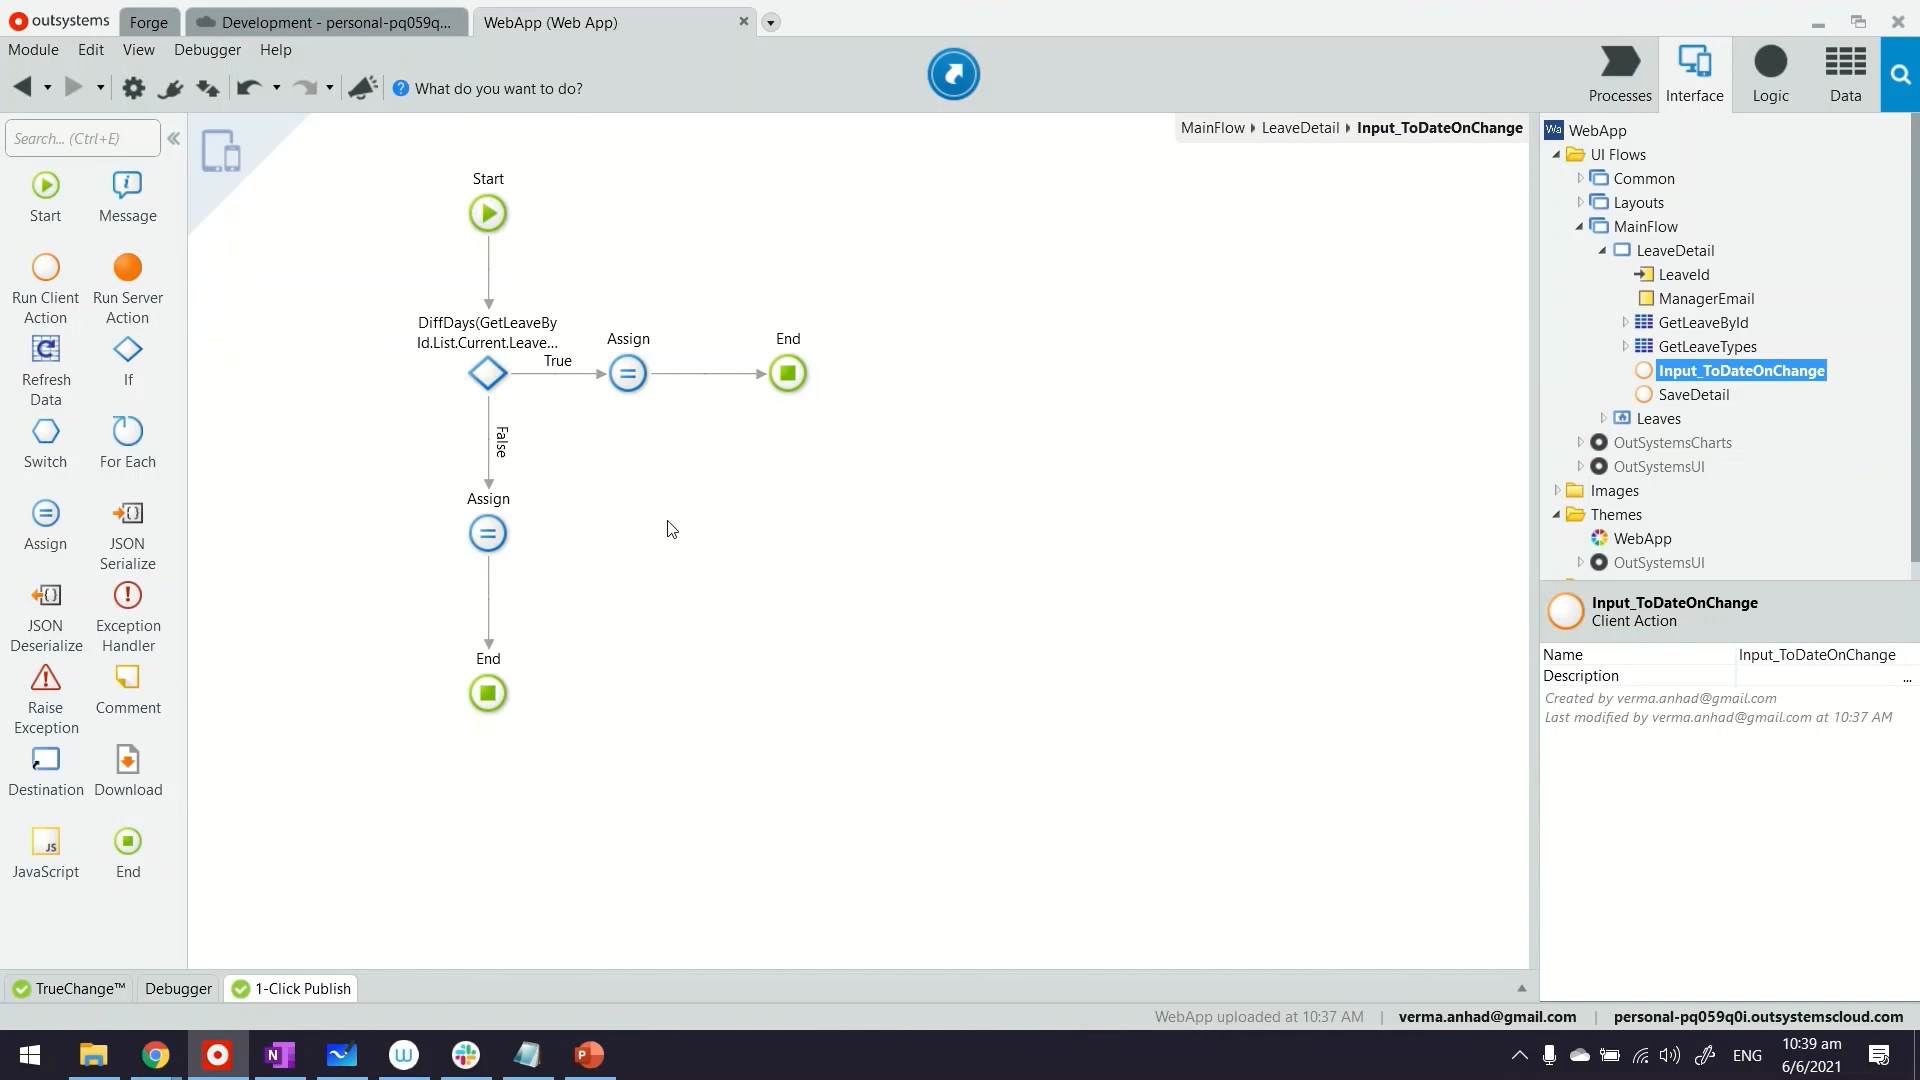 outsystems
Forge
Development - personal-pq059q...
WebApp (Web App)
Module
Edit
View
Debugger
Help
What do you want to do?
Processes
Interface
Logic
Data
Search... (Ctrl+E)
Start
Message
Run Client
Action
Run Server
Action
Refresh
Data
If
Switch
For Each
Assign
JSON
Serialize
JSON
Deserialize
Exception
Handler
Raise
Exception
Comment
Destination
Download
JavaScript
End
MainFlow
LeaveDetail
Input_ToDateOnChange
Start
DiffDays(GetLeaveBy
Id.List.Current.Leave...
True
Assign
End
False
Assign
End
WebApp
UI Flows
Common
Layouts
MainFlow
LeaveDetail
LeaveId
ManagerEmail
GetLeaveById
GetLeaveTypes
Input_ToDateOnChange
SaveDetail
Leaves
OutSystemsCharts
OutSystemsUI
Images
Themes
WebApp
OutSystemsUI
Input_ToDateOnChange
Client Action
Name
Input_ToDateOnChange
Description
...
Created by verma.anhad@gmail.com
Last modified by verma.anhad@gmail.com at 10:37 AM
TrueChange™
Debugger
1-Click Publish
WebApp uploaded at 10:37 AM
verma.anhad@gmail.com
personal-pq059q0i.outsystemscloud.com
ENG
10:39 am
6/6/2021